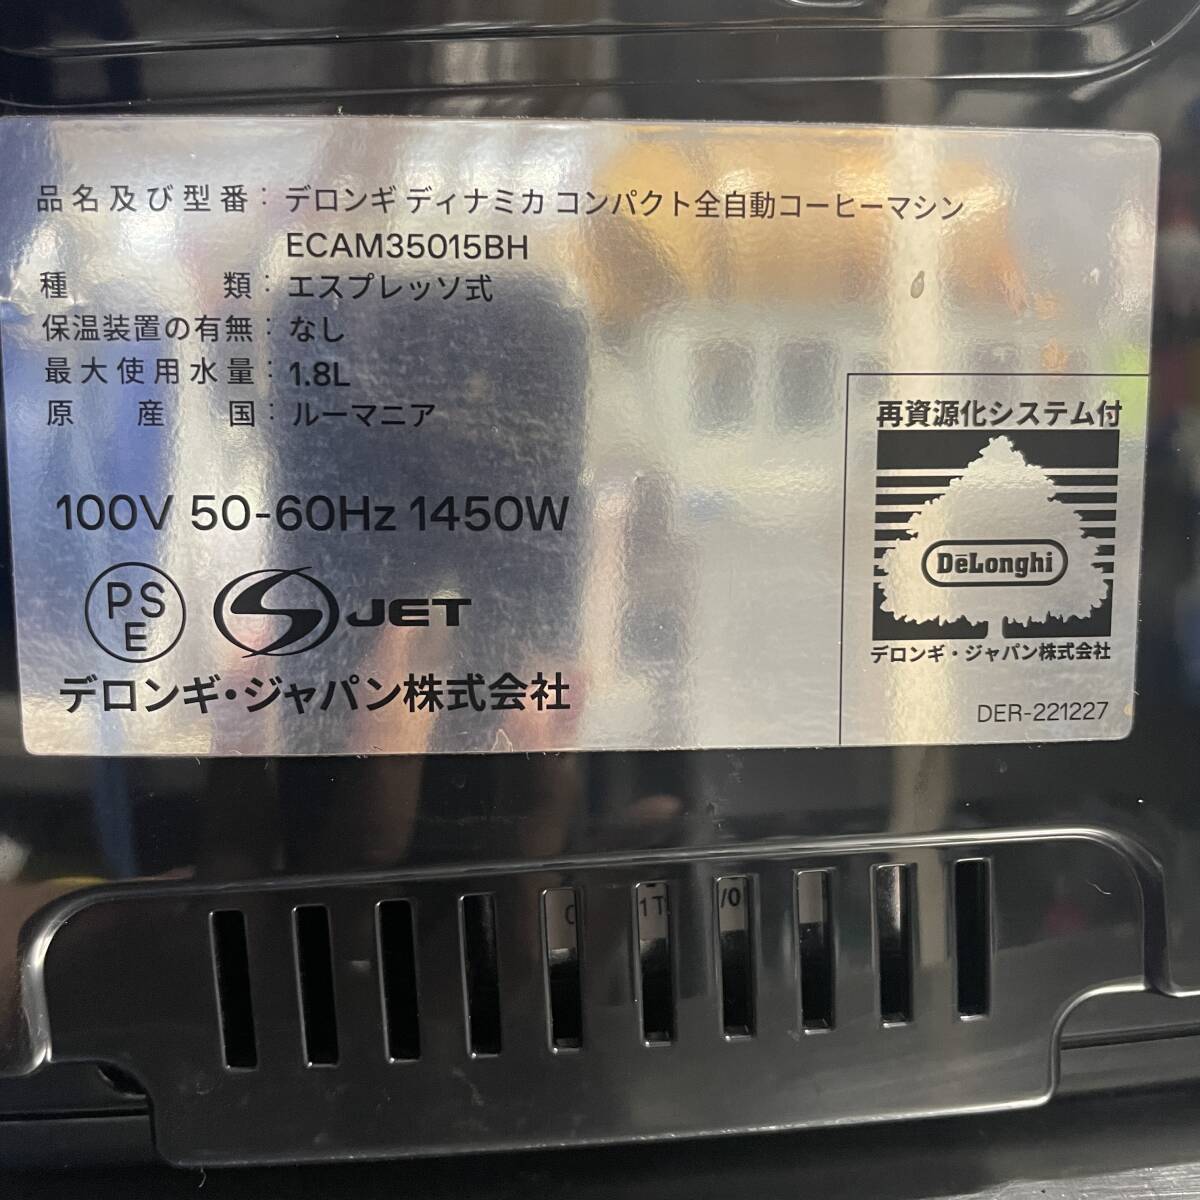 品名及び型番：デロンギ ディナミカ コンパクト全自動コーヒーマシン
ECAM35015BH
種類：エスプレッソ式
保温装置の有無：なし
最大使用水量：1.8L
原産国：ルーマニア
100V 50-60Hz 1450W
PSE
S JET
デロンギ・ジャパン株式会社
再資源化システム付
DēLonghi
デロンギ・ジャパン株式会社
DER-221227
1T
/0